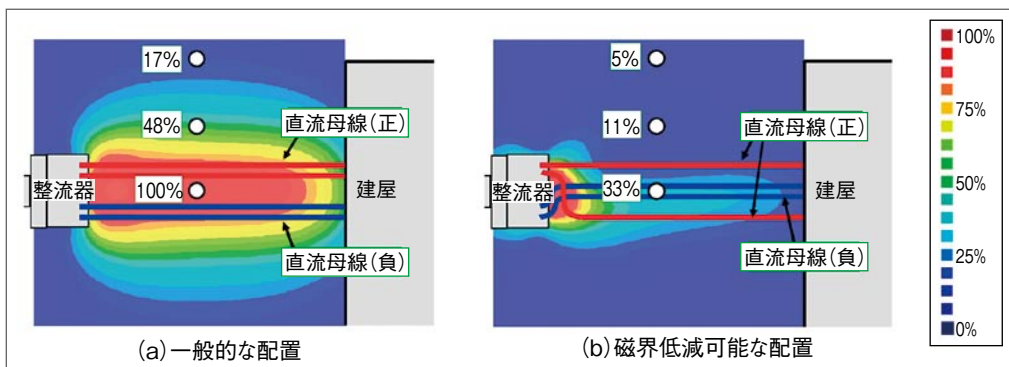 17%
48%
直流母線(正)
整流器
100%
建屋
直流母線(負)
(a)一般的な配置
5%
11%
直流母線(正)
整流器
33%
建屋
直流母線(負)
(b)磁界低減可能な配置
100%
75%
50%
25%
0%